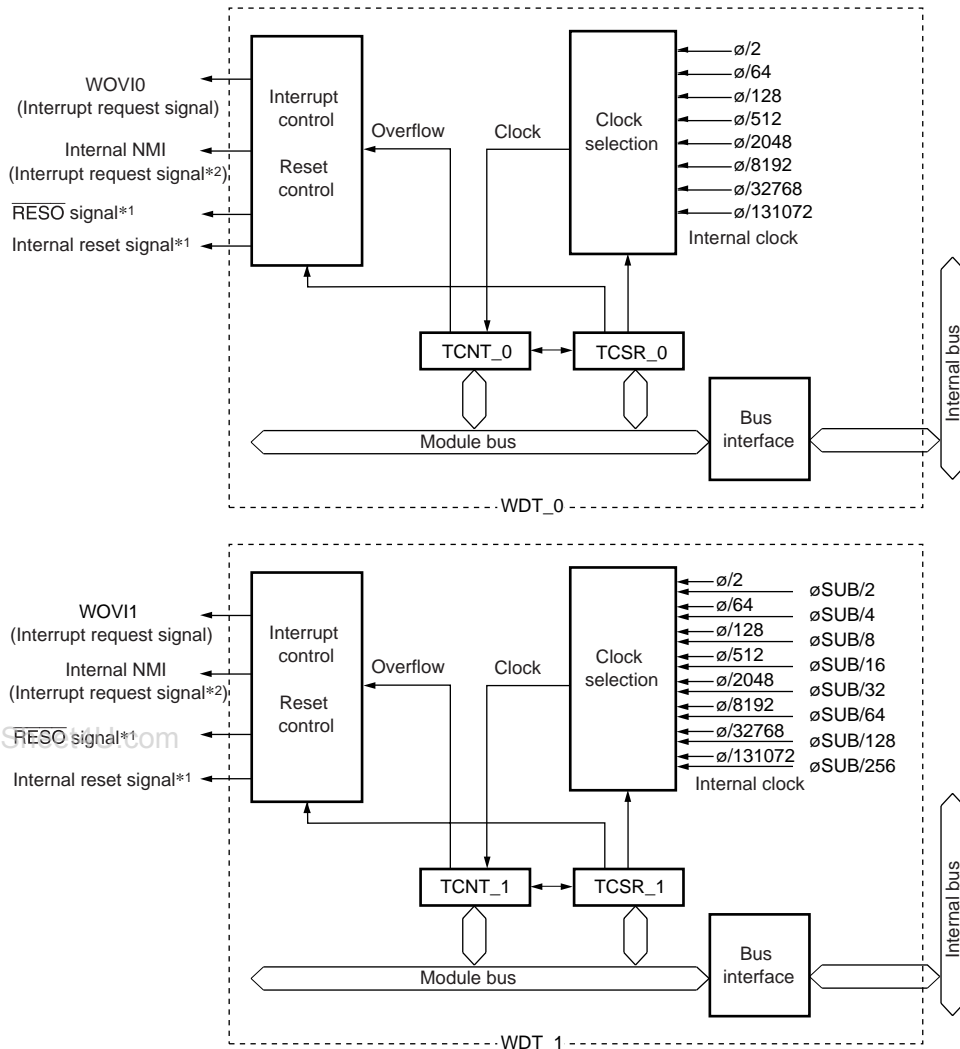 WOVI0
(Interrupt request signal)
Internal NMI
(Interrupt request signal*2)
RESO signal*1
Internal reset signal*1
Interrupt
control
Reset
control
Overflow
Clock
Clock
selection
ø/2
ø/64
ø/128
ø/512
ø/2048
ø/8192
ø/32768
ø/131072
Internal clock
TCNT_0
TCSR_0
Module bus
Bus
interface
Internal bus
WDT_0
WOVI1
(Interrupt request signal)
Internal NMI
(Interrupt request signal*2)
RESO signal*1
Internal reset signal*1
Interrupt
control
Reset
control
Overflow
Clock
Clock
selection
ø/2
øSUB/2
ø/64
øSUB/4
ø/128
øSUB/8
ø/512
øSUB/16
ø/2048
øSUB/32
ø/8192
øSUB/64
ø/32768
øSUB/128
ø/131072
øSUB/256
Internal clock
TCNT_1
TCSR_1
Module bus
Bus
interface
Internal bus
WDT_1